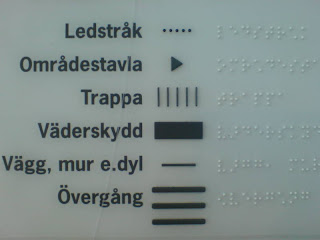 Ledstråk
Områdestavla
Trappa
Väderskydd
Vägg, mur e.dyl
Övergång